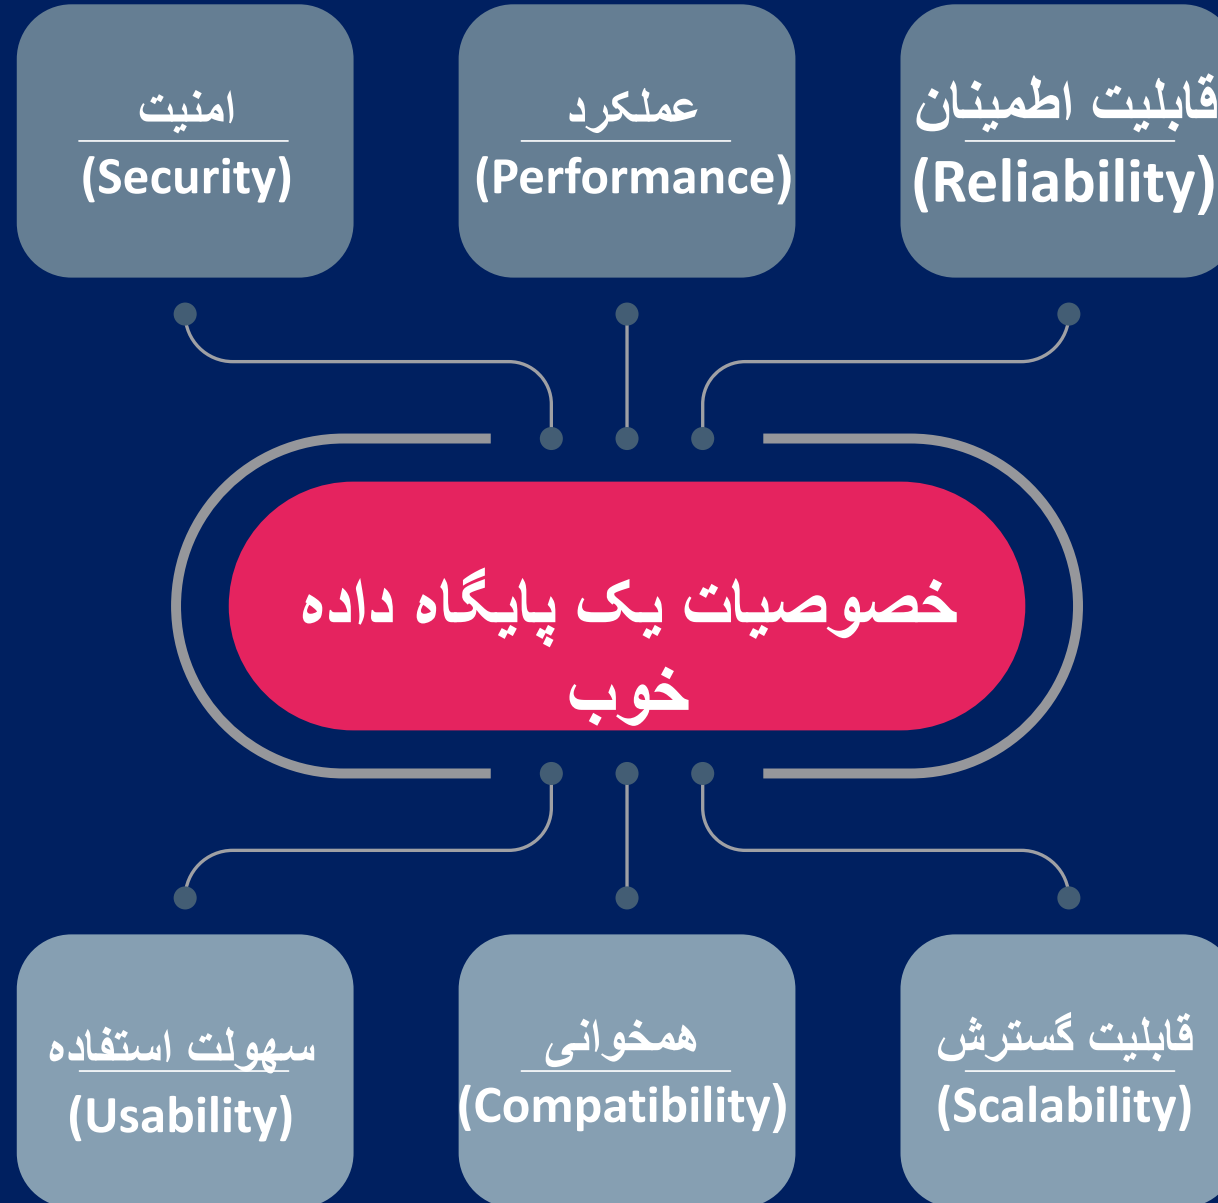 قابلیت اطمینان
(Reliability)
عملکرد
(Performance)
امنیت
(Security)
خصوصیات یک پایگاه داده
خوب
قابلیت گسترش
(Scalability)
همخوانی
(Compatibility)
سهولت استفاده
(Usability)